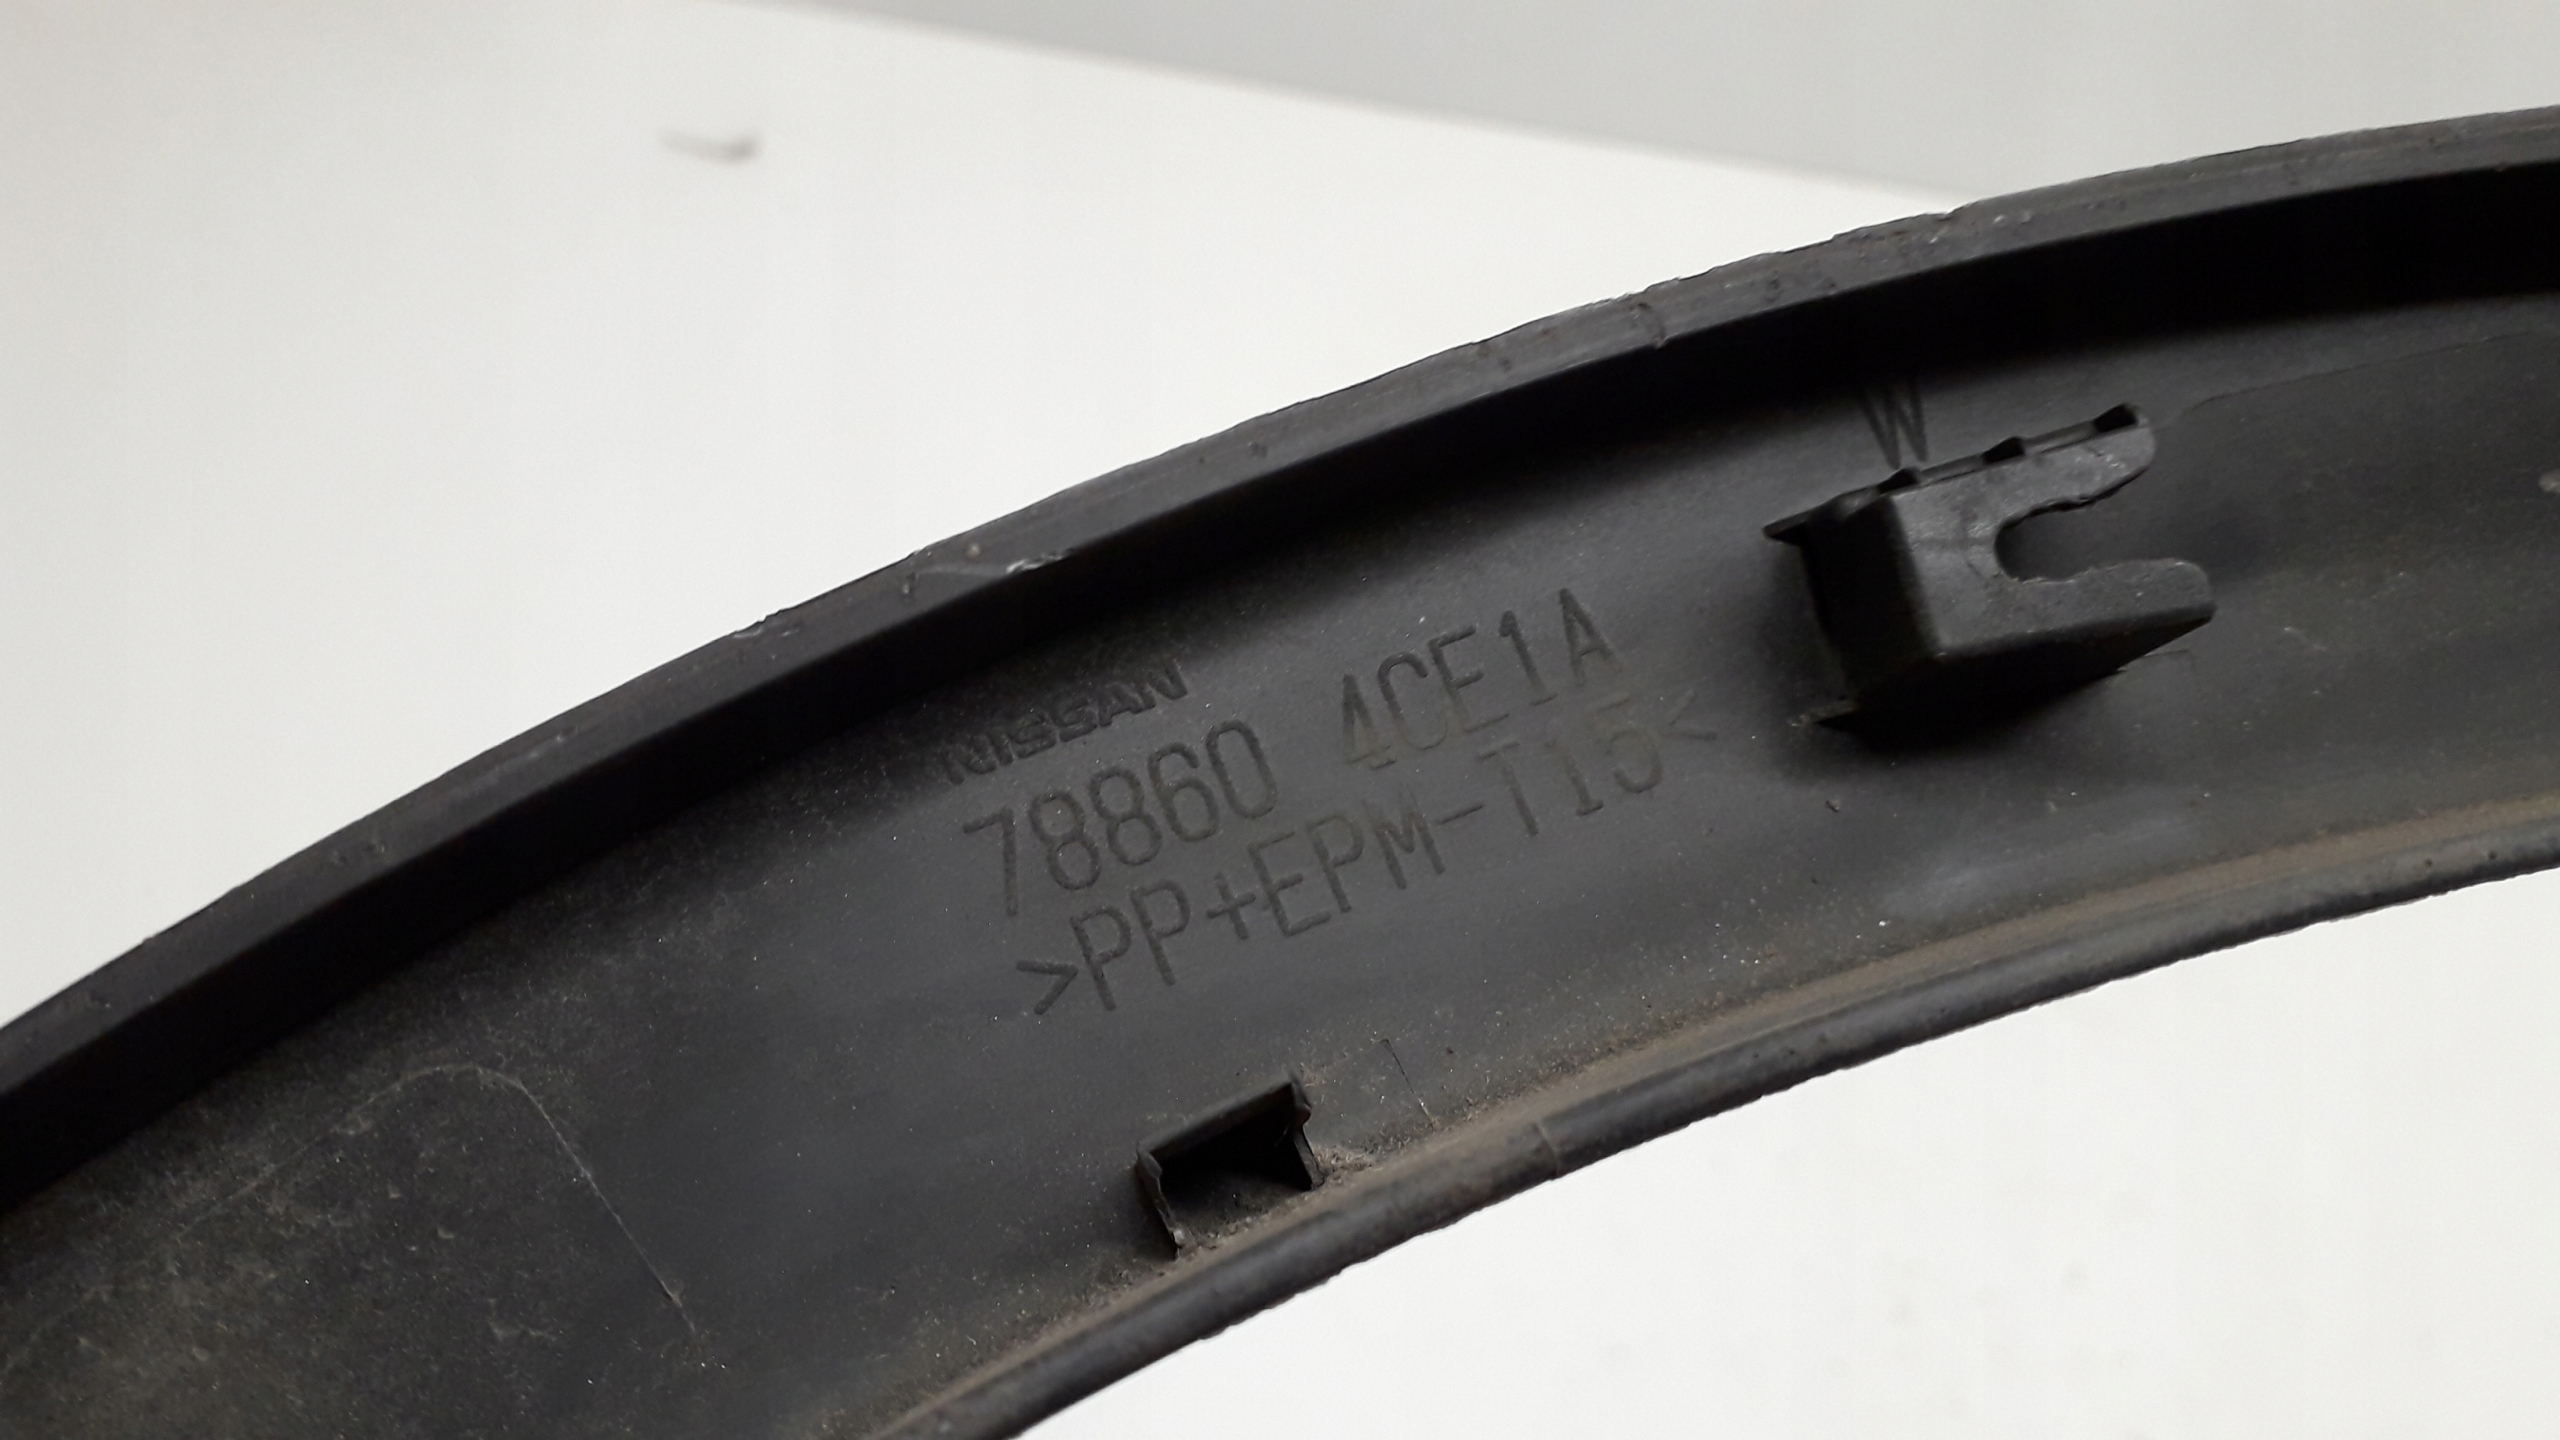 W
NISSAN
78860 4CE1A
>PP+EPM-T15<